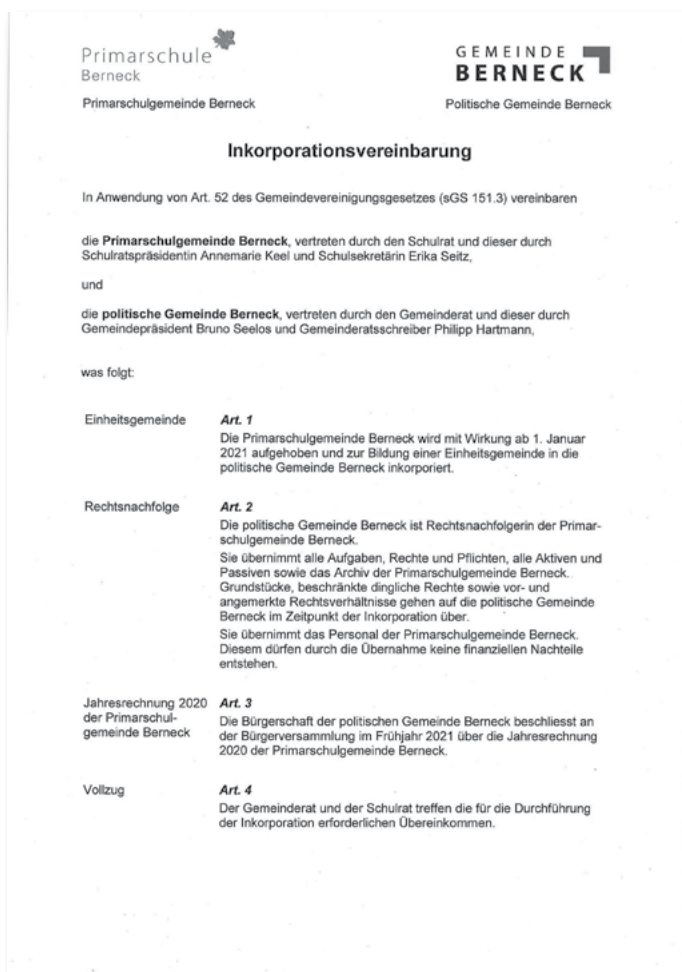 Primarschule
Berneck
GEMEINDE
BERNECK
Primarschulgemeinde Berneck
Politische Gemeinde Berneck
Inkorporationsvereinbarung
In Anwendung von Art. 52 des Gemeindevereinigungsgesetzes (sGS 151.3) vereinbaren
die Primarschulgemeinde Berneck, vertreten durch den Schulrat und dieser durch
Schulratspräsidentin Annemarie Keel und Schulsekretärin Erika Seitz,
und
die politische Gemeinde Berneck, vertreten durch den Gemeinderat und dieser durch
Gemeindepräsident Bruno Seelos und Gemeinderatsschreiber Philipp Hartmann,
was folgt:
Einheitsgemeinde
Art. 1
Die Primarschulgemeinde Berneck wird mit Wirkung ab 1. Januar
2021 aufgehoben und zur Bildung einer Einheitsgemeinde in die
politische Gemeinde Berneck inkorporiert.
Rechtsnachfolge
Art. 2
Die politische Gemeinde Berneck ist Rechtsnachfolgerin der Primar-
schulgemeinde Berneck.
Sie übernimmt alle Aufgaben, Rechte und Pflichten, alle Aktiven und
Passiven sowie das Archiv der Primarschulgemeinde Berneck.
Grundstücke, beschränkte dingliche Rechte sowie vor- und
angemerkte Rechtsverhältnisse gehen auf die politische Gemeinde
Berneck im Zeitpunkt der Inkorporation über.
Sie übernimmt das Personal der Primarschulgemeinde Berneck.
Diesem dürfen durch die Übernahme keine finanziellen Nachteile
entstehen.
Jahresrechnung 2020
der Primarschul-
gemeinde Berneck
Art. 3
Die Bürgerschaft der politischen Gemeinde Berneck beschliesst an
der Bürgerversammlung im Frühjahr 2021 über die Jahresrechnung
2020 der Primarschulgemeinde Berneck.
Vollzug
Art. 4
Der Gemeinderat und der Schulrat treffen die für die Durchführung
der Inkorporation erforderlichen Übereinkommen.